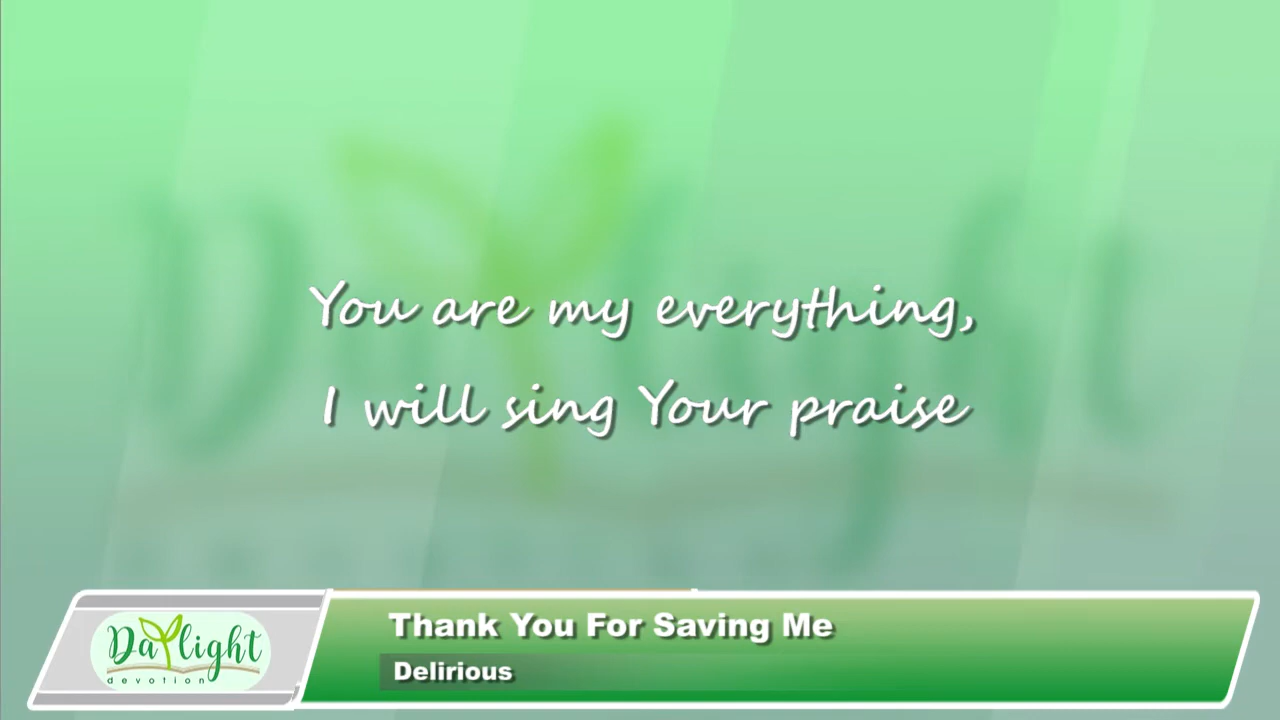 You are my everything,
I will sing Your praise
Thank You For Saving Me
Delirious
Daylight
devotion